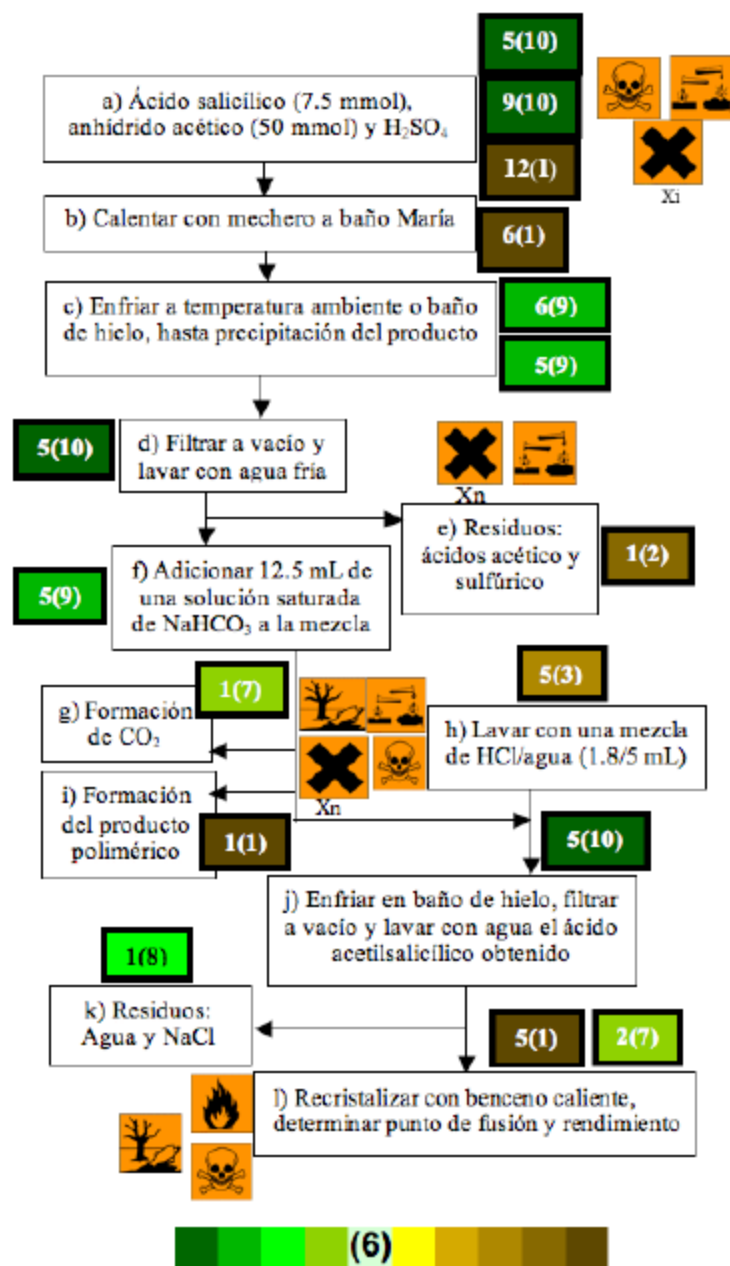 5(10)
a) Ácido salicílico (7.5 mmol),
anhídrido acético (50 mmol) y H₂SO₄
9(10)
12(1)
Xi
b) Calentar con mechero a baño María
6(1)
c) Enfriar a temperatura ambiente o baño
de hielo, hasta precipitación del producto
6(9)
5(9)
5(10)
d) Filtrar a vacío y
lavar con agua fría
Xn
e) Residuos:
ácidos acético y
sulfúrico
1(2)
5(9)
f) Adicionar 12.5 mL de
una solución saturada
de NaHCO₃ a la mezcla
1(7)
g) Formación
de CO₂
5(3)
h) Lavar con una mezcla
de HCl/agua (1.8/5 mL)
i) Formación
del producto
polimérico
1(1)
Xn
5(10)
j) Enfriar en baño de hielo, filtrar
a vacío y lavar con agua el ácido
acetilsalicílico obtenido
1(8)
k) Residuos:
Agua y NaCl
5(1)
2(7)
l) Recristalizar con benceno caliente,
determinar punto de fusión y rendimiento
(6)